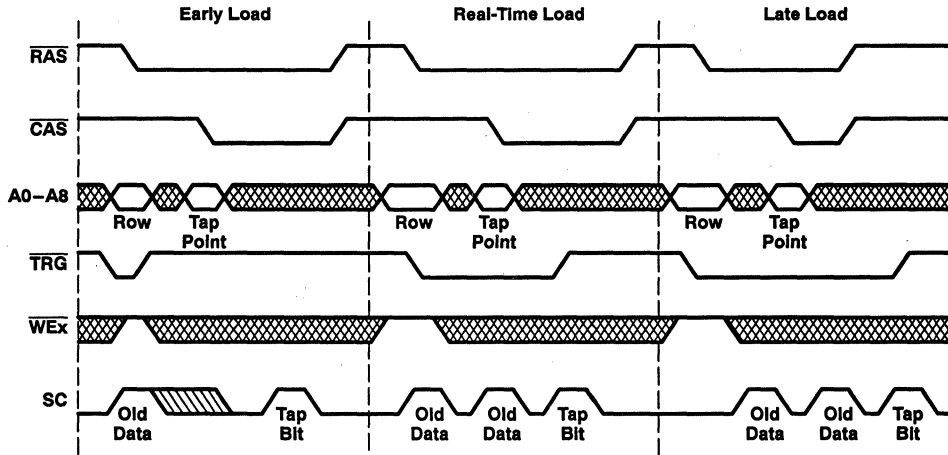 Early Load
Real-Time Load
Late Load
RAS
CAS
A0–A8
Row
Tap Point
Row
Tap Point
Row
Tap Point
TRG
WEx
SC
Old Data
Tap Bit
Old Data
Old Data
Tap Bit
Old Data
Old Data
Tap Bit